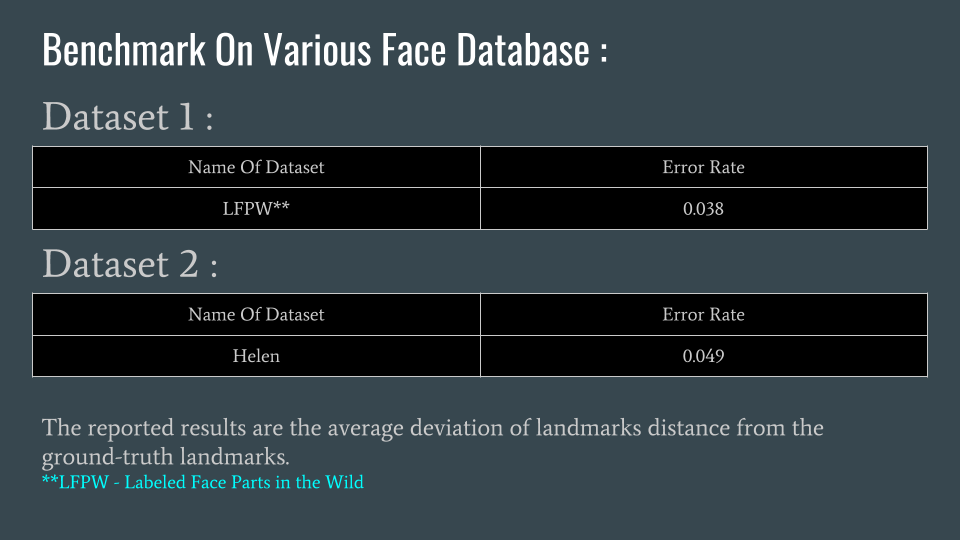 Benchmark On Various Face Database :
Dataset 1 :
Name Of Dataset Error Rate
LFPW** 0.038
Dataset 2 :
Name Of Dataset Error Rate
Helen 0.049
The reported results are the average deviation of landmarks distance from the
ground-truth landmarks.
**LFPW - Labeled Face Parts in the Wild